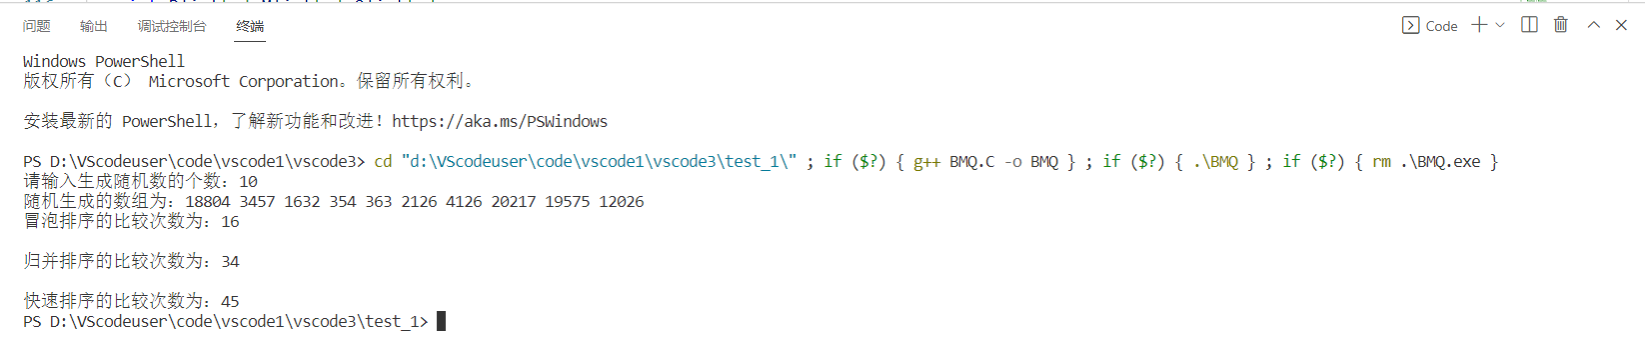 问题 输出 调试控制台 终端 Code
Windows PowerShell
版权所有（C） Microsoft Corporation。保留所有权利。
安装最新的 PowerShell，了解新功能和改进！https://aka.ms/PSWindows
PS D:\VScodeuser\code\vscode1\vscode3> cd "d:\VScodeuser\code\vscode1\vscode3\test_1\" ; if ($?) { g++ BMQ.C -o BMQ } ; if ($?) { .\BMQ } ; if ($?) { rm .\BMQ.exe }
请输入生成随机数的个数：10
随机生成的数组为：18804 3457 1632 354 363 2126 4126 20217 19575 12026
冒泡排序的比较次数为：16
归并排序的比较次数为：34
快速排序的比较次数为：45
PS D:\VScodeuser\code\vscode1\vscode3\test_1>